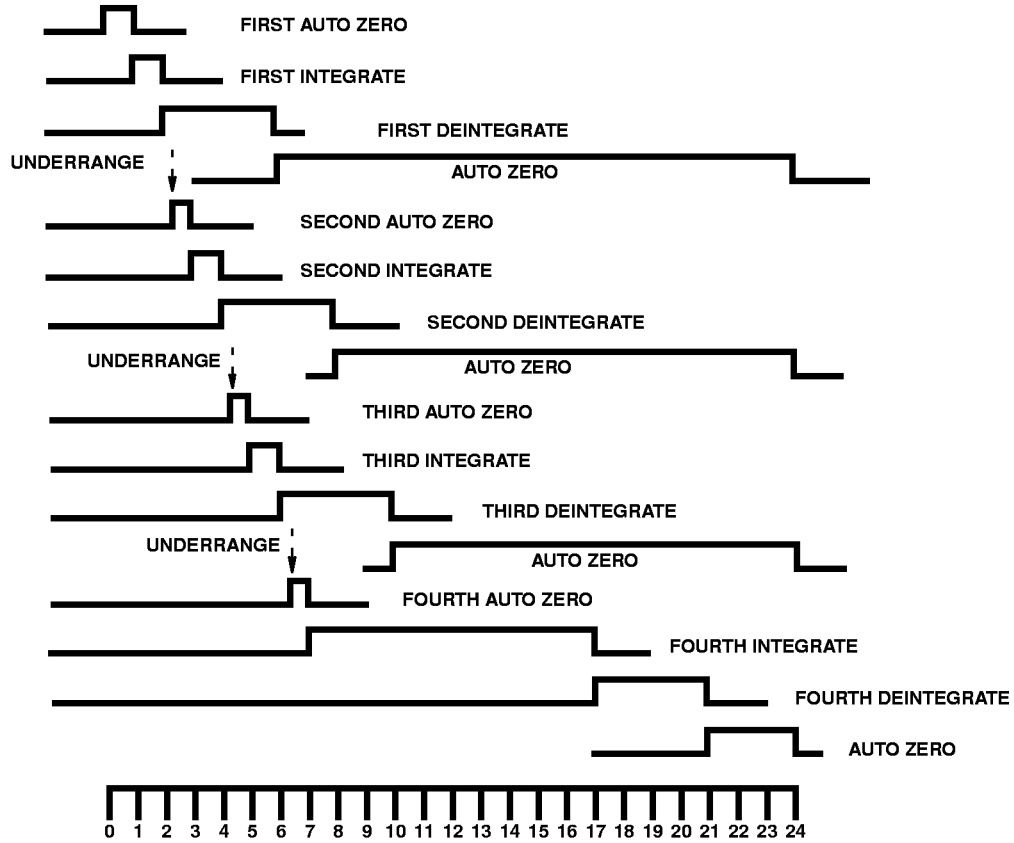 FIRST AUTO ZERO
FIRST INTEGRATE
FIRST DEINTEGRATE
UNDERRANGE
AUTO ZERO
SECOND AUTO ZERO
SECOND INTEGRATE
SECOND DEINTEGRATE
UNDERRANGE
AUTO ZERO
THIRD AUTO ZERO
THIRD INTEGRATE
THIRD DEINTEGRATE
UNDERRANGE
AUTO ZERO
FOURTH AUTO ZERO
FOURTH INTEGRATE
FOURTH DEINTEGRATE
AUTO ZERO
0 1 2 3 4 5 6 7 8 9 10 11 12 13 14 15 16 17 18 19 20 21 22 23 24